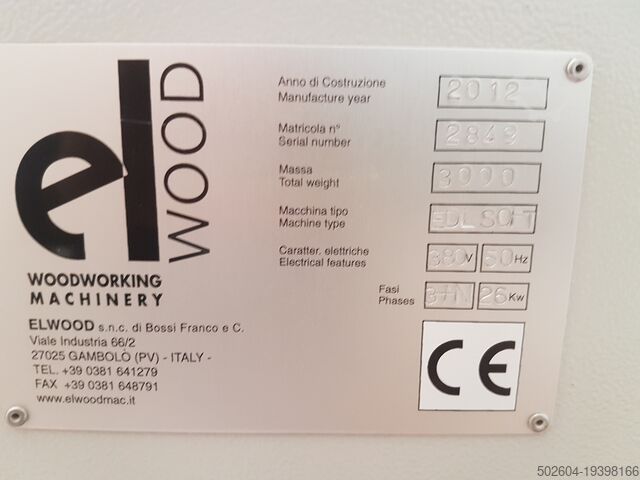 el WOOD
WOODWORKING
MACHINERY
ELWOOD s.n.c. di Bossi Franco e C.
Viale Industria 66/2
27025 GAMBOLÒ (PV) - ITALY -
TEL. +39 0381 641279
FAX +39 0381 648791
www.elwoodmac.it
Anno di Costruzione
Manufacture year
2012
Matricola n°
Serial number
2849
Massa
Total weight
3000
Macchina tipo
Machine type
EDL SOFT
Caratter. elettriche
Electrical features
380 V
50 Hz
Fasi
Phases
3+N
26 Kw
CE
502604-19398166